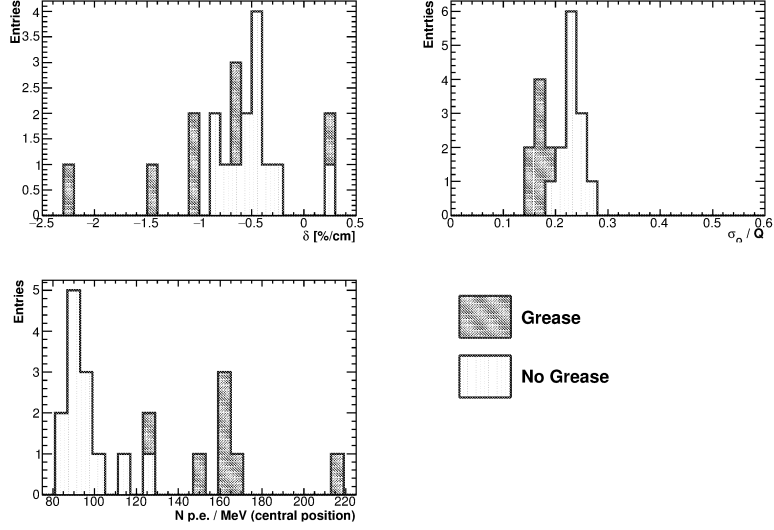 Entries
4
3.5
3
2.5
2
1.5
1
0.5
0
−2.5 −2 −1.5 −1 −0.5 0 0.5
δ [%/cm]
Entrties
6
5
4
3
2
1
0
0 0.1 0.2 0.3 0.4 0.5 0.6
σQ / Q
Entries
5
4
3
2
1
0
80 100 120 140 160 180 200 220
N p.e. / MeV (central position)
Grease
No Grease